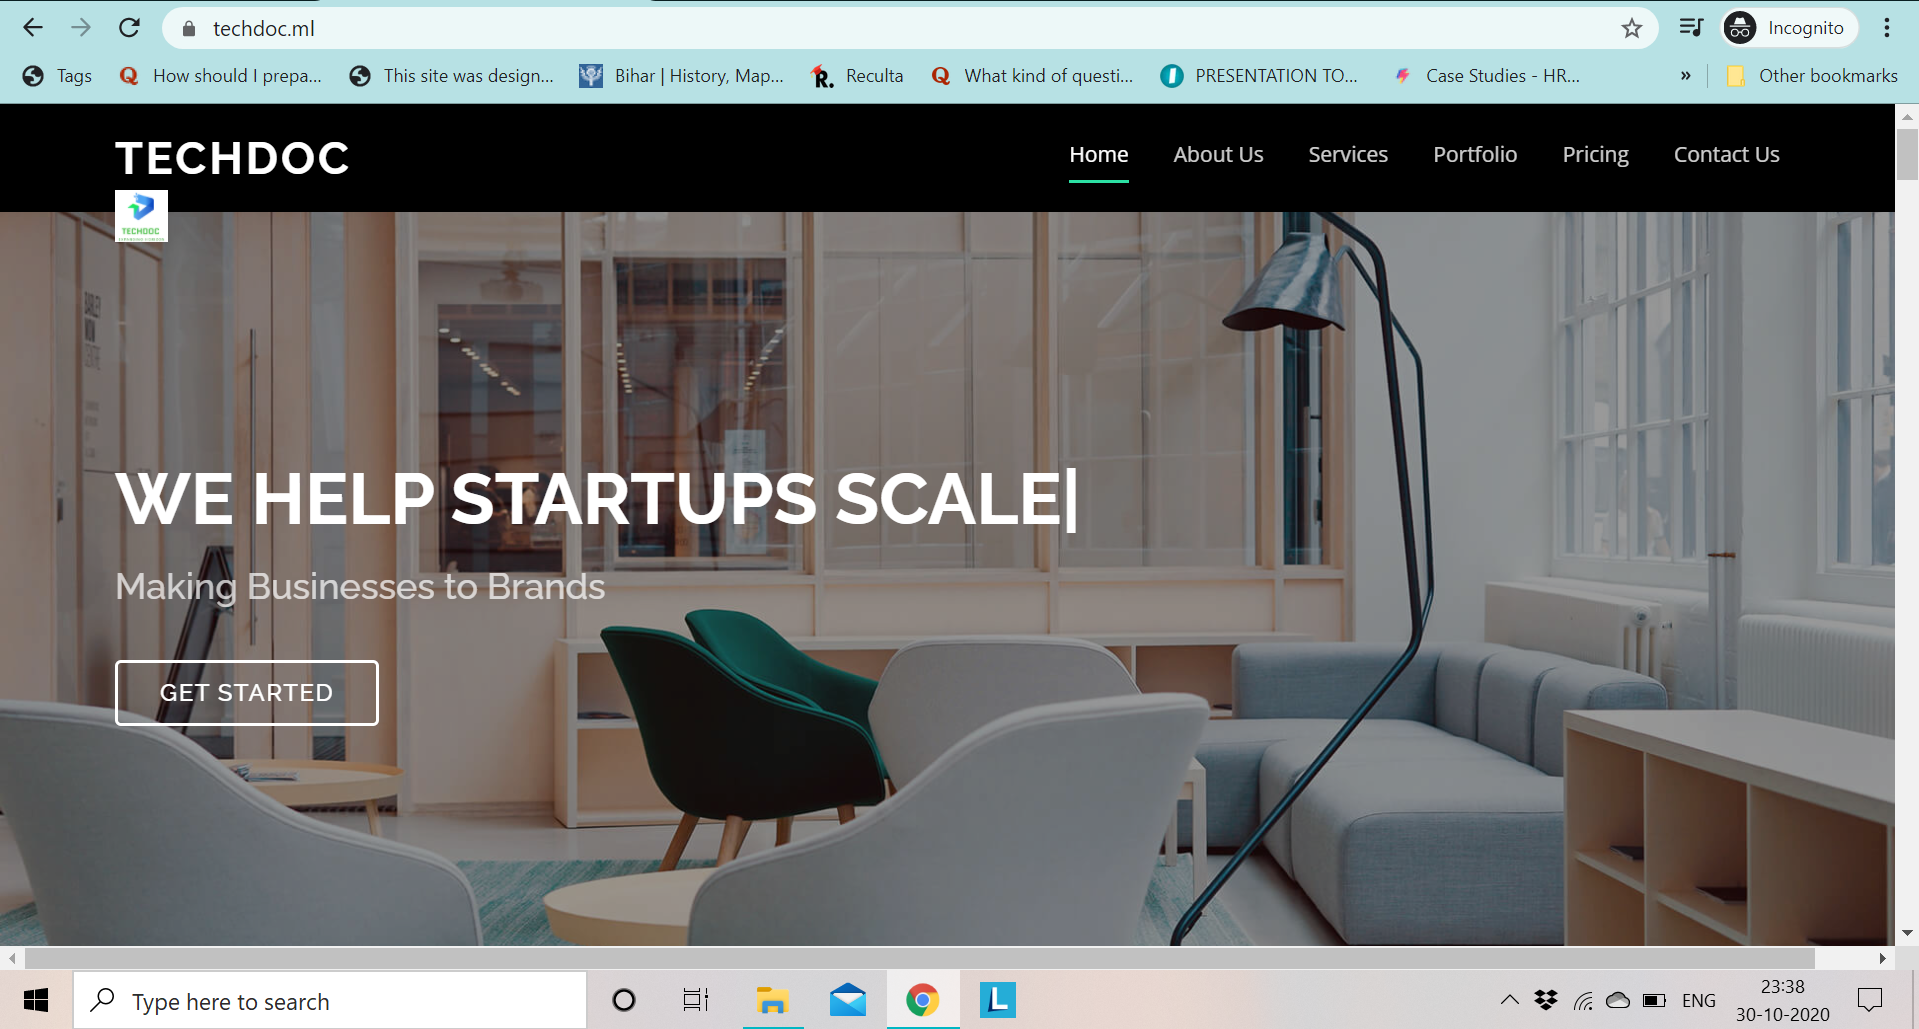 techdoc.ml
Incognito
Tags
How should I prepa...
This site was design...
Bihar | History, Map...
Reculta
What kind of questi...
PRESENTATION TO...
Case Studies - HR...
»
Other bookmarks
TECHDOC
Home
About Us
Services
Portfolio
Pricing
Contact Us
TECHDOC
WE HELP STARTUPS SCALE|
Making Businesses to Brands
GET STARTED
Type here to search
L
ENG
23:38
30-10-2020